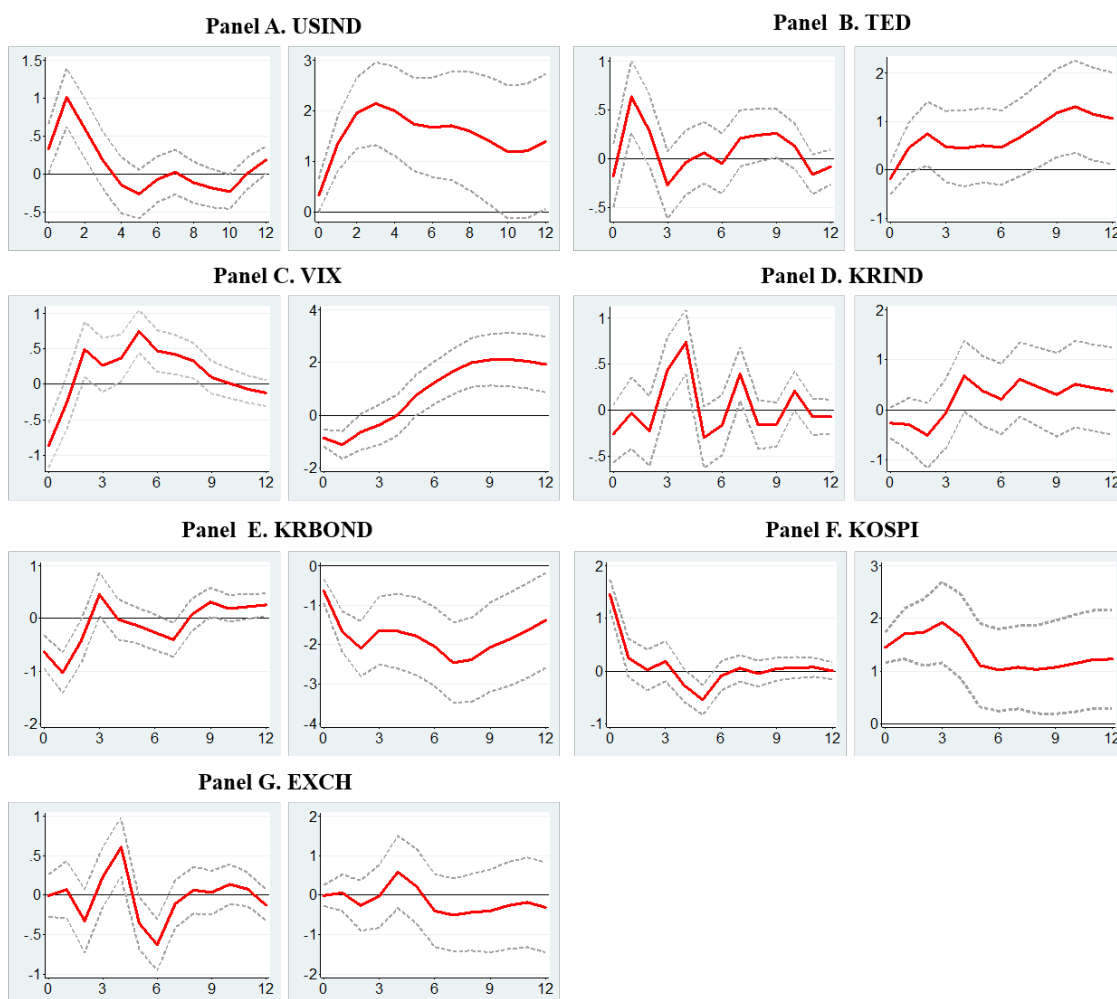 Panel A. USIND
Panel B. TED
1.5
1
.5
0
-.5
0 2 4 6 8 10 12
3
2
1
0
0 2 4 6 8 10 12
1
.5
0
-.5
0 3 6 9 12
2
1
0
-1
0 3 6 9 12
Panel C. VIX
Panel D. KRIND
1
.5
0
-.5
-1
0 3 6 9 12
4
2
0
-2
0 3 6 9 12
1
.5
0
-.5
0 3 6 9 12
2
1
0
-1
0 3 6 9 12
Panel E. KRBOND
Panel F. KOSPI
1
0
-1
-2
0 3 6 9 12
0
-1
-2
-3
-4
0 3 6 9 12
2
1
0
-1
0 3 6 9 12
3
2
1
0
0 3 6 9 12
Panel G. EXCH
1
.5
0
-.5
-1
0 3 6 9 12
2
1
0
-1
-2
0 3 6 9 12